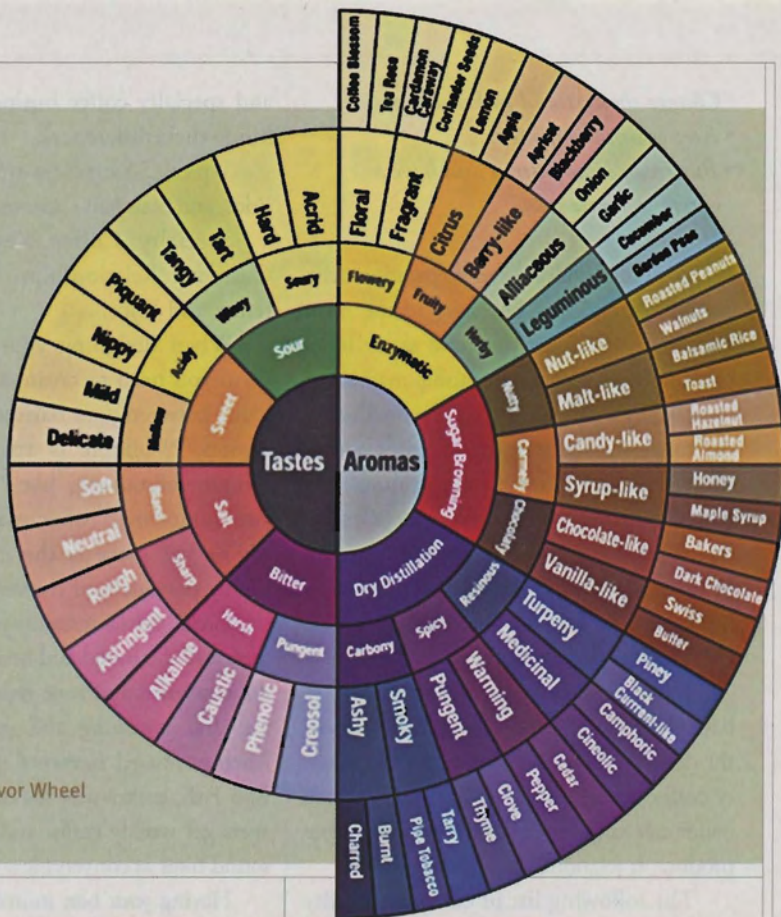 Tastes
Aromas
Sour
Sweet
Salt
Bitter
Soury
Winey
Acidy
Mellow
Bland
Sharp
Harsh
Pungent
Acrid
Hard
Tart
Tangy
Piquant
Nippy
Mild
Delicate
Soft
Neutral
Rough
Astringent
Alkaline
Caustic
Phenolic
Creosol
Enzymatic
Sugar Browning
Dry Distillation
Flowery
Fruity
Herby
Nutty
Carmelly
Chocolaty
Resinous
Spicy
Carbony
Floral
Fragrant
Citrus
Berry-like
Alliaceous
Leguminous
Nut-like
Malt-like
Candy-like
Syrup-like
Chocolate-like
Vanilla-like
Turpeny
Medicinal
Warming
Pungent
Smoky
Ashy
Coffee Blossom
Tea Rose
Cardamon
Caraway
Coriander Seeds
Lemon
Apple
Apricot
Blackberry
Onion
Garlic
Cucumber
Garden Peas
Roasted Peanuts
Walnuts
Balsamic Rice
Toast
Roasted
Hazelnut
Roasted
Almond
Honey
Maple Syrup
Bakers
Dark Chocolate
Swiss
Butter
Piney
Black
Currrent-like
Camphoric
Cineolic
Cedar
Pepper
Clove
Thyme
Tarry
Pipe Tobacco
Burnt
Charred
vor Wheel